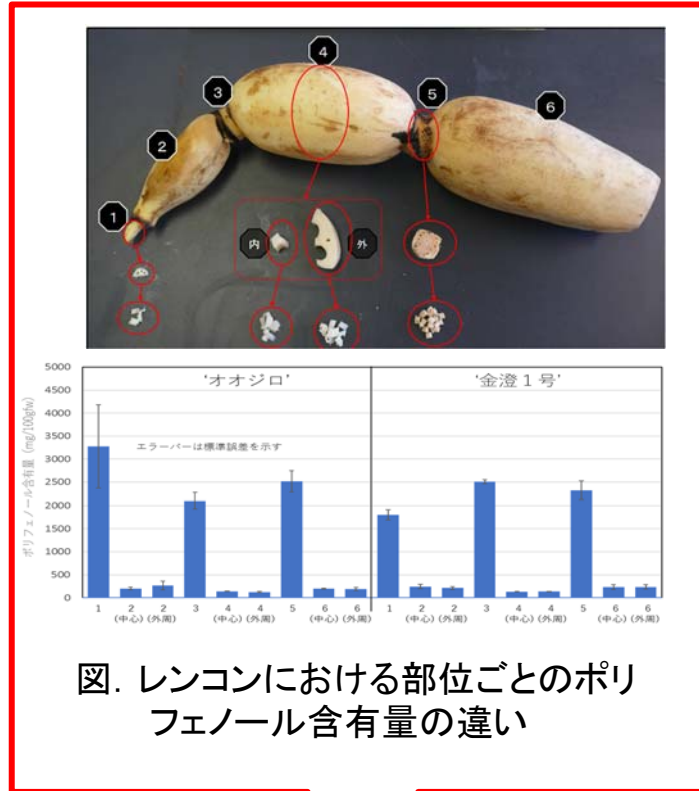 1
2
3
4
5
6
内
外
5000
4500
4000
3500
3000
2500
2000
1500
1000
500
0
ポリフェノール含有量 (mg/100gfw)
'オオジロ'
'金澄1号'
エラーバーは標準誤差を示す
1 2 2 3 4 4 5 6 6 1 2 2 3 4 4 5 6 6
(中心) (外周) (中心) (外周) (中心) (外周) (中心) (外周) (中心) (外周) (中心) (外周)
図. レンコンにおける部位ごとのポリ
フェノール含有量の違い